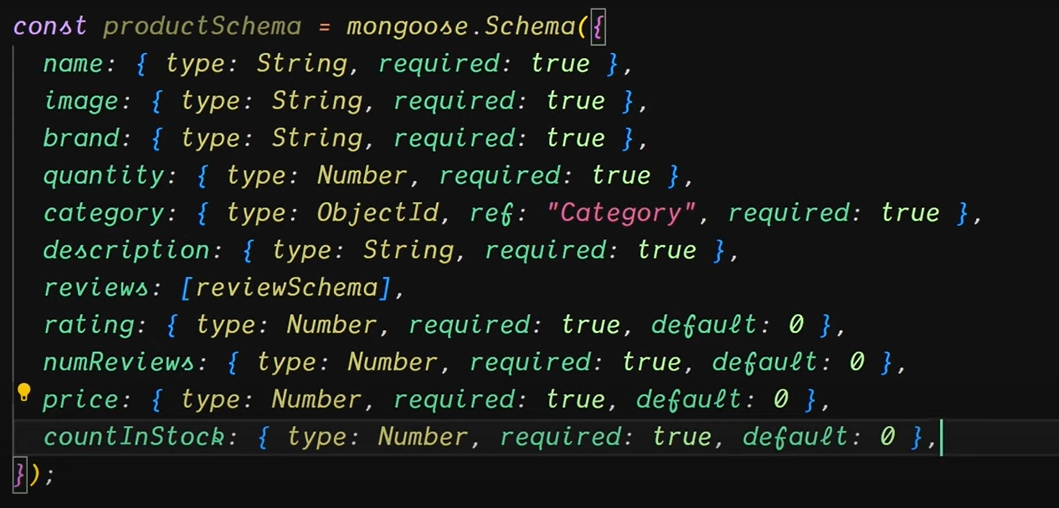 const productSchema = mongoose.Schema({
name: { type: String, required: true },
image: { type: String, required: true },
brand: { type: String, required: true },
quantity: { type: Number, required: true },
category: { type: ObjectId, ref: "Category", required: true },
description: { type: String, required: true },
reviews: [reviewSchema],
rating: { type: Number, required: true, default: 0 },
numReviews: { type: Number, required: true, default: 0 },
price: { type: Number, required: true, default: 0 },
countInStock: { type: Number, required: true, default: 0 },
});